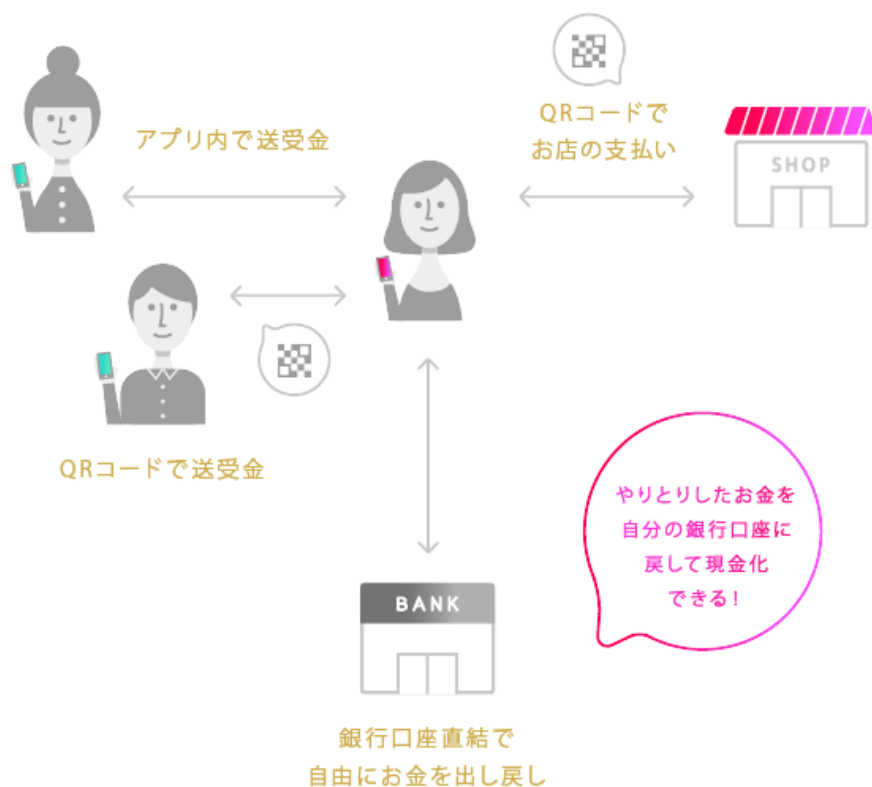 アプリ内で送受金
QRコードで
お店の支払い
SHOP
QRコードで送受金
やりとりしたお金を
自分の銀行口座に
戻して現金化
できる!
BANK
銀行口座直結で
自由にお金を出し戻し